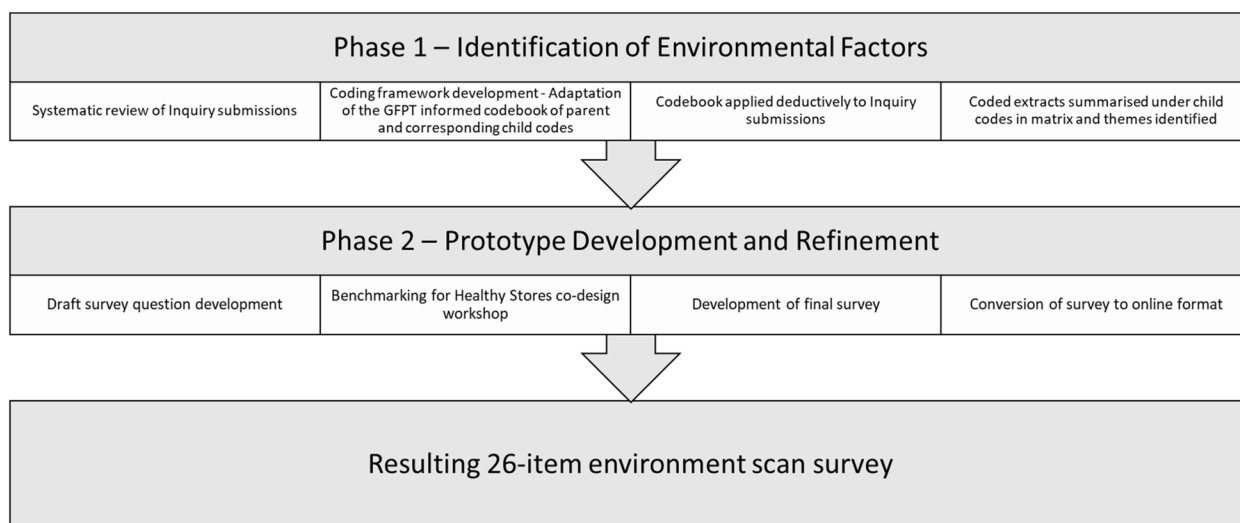 Phase 1 – Identification of Environmental Factors
Systematic review of Inquiry submissions
Coding framework development - Adaptation
of the GFPT informed codebook of parent
and corresponding child codes
Codebook applied deductively to Inquiry
submissions
Coded extracts summarised under child
codes in matrix and themes identified
Phase 2 – Prototype Development and Refinement
Draft survey question development
Benchmarking for Healthy Stores co-design
workshop
Development of final survey
Conversion of survey to online format
Resulting 26-item environment scan survey